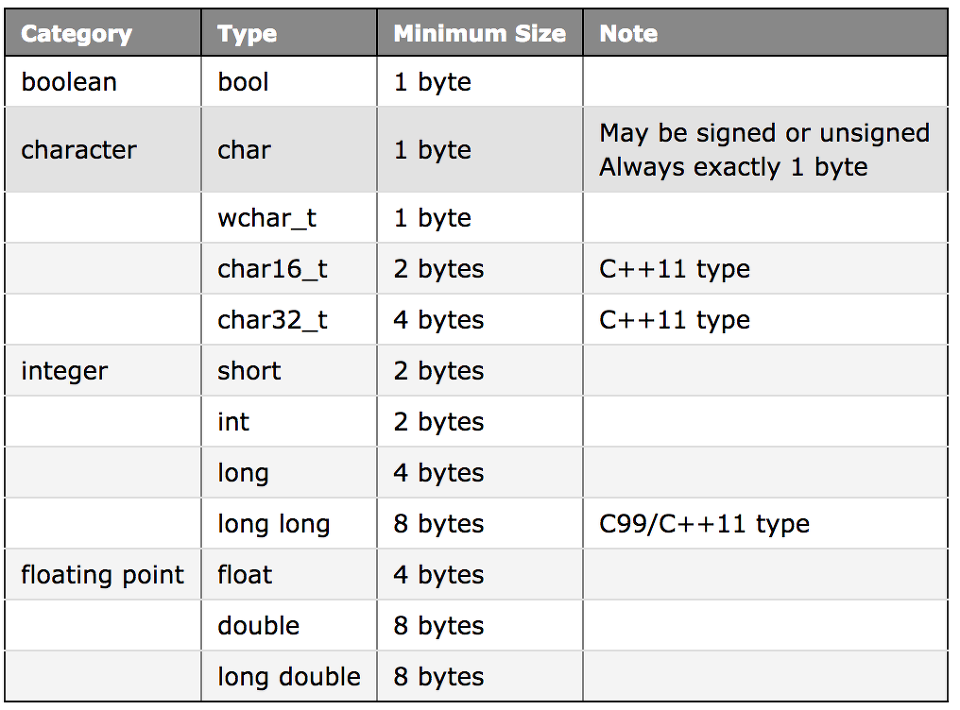 Category Type Minimum Size Note
boolean bool 1 byte
character char 1 byte May be signed or unsigned
Always exactly 1 byte
wchar_t 1 byte
char16_t 2 bytes C++11 type
char32_t 4 bytes C++11 type
integer short 2 bytes
int 2 bytes
long 4 bytes
long long 8 bytes C99/C++11 type
floating point float 4 bytes
double 8 bytes
long double 8 bytes